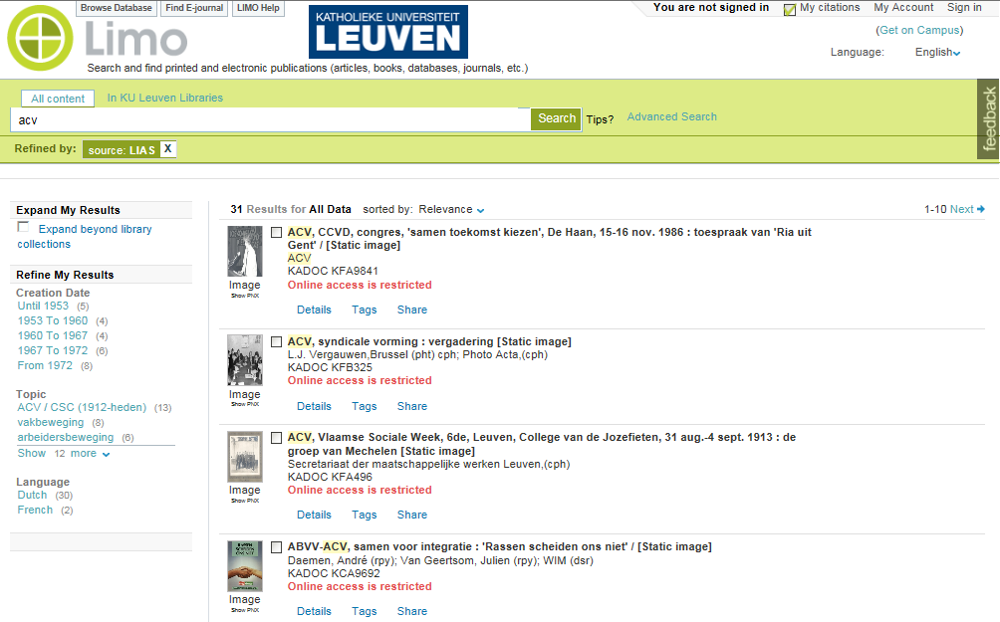 Browse Database Find E-journal LIMO Help
You are not signed in My citations My Account Sign in
Limo
KATHOLIEKE UNIVERSITEIT
LEUVEN
(Get on Campus)
Language: English
Search and find printed and electronic publications (articles, books, databases, journals, etc.)
All content In KU Leuven Libraries
acv Search Tips? Advanced Search
feedback
Refined by: source: LIAS X
Expand My Results
Expand beyond library
collections
Refine My Results
Creation Date
Until 1953 (5)
1953 To 1960 (4)
1960 To 1967 (4)
1967 To 1972 (6)
From 1972 (8)
Topic
ACV / CSC (1912-heden) (13)
vakbeweging (8)
arbeidersbeweging (6)
Show 12 more
Language
Dutch (30)
French (2)
31 Results for All Data sorted by: Relevance 1-10 Next
ACV, CCVD, congres, 'samen toekomst kiezen', De Haan, 15-16 nov. 1986 : toespraak van 'Ria uit
Gent' / [Static image]
ACV
KADOC KFA9841
Online access is restricted
Image
Show PNX
Details Tags Share
ACV, syndicale vorming : vergadering [Static image]
L.J. Vergauwen,Brussel (pht) cph; Photo Acta,(cph)
KADOC KFB325
Online access is restricted
Image
Show PNX
Details Tags Share
ACV, Vlaamse Sociale Week, 6de, Leuven, College van de Jozefieten, 31 aug.-4 sept. 1913 : de
groep van Mechelen [Static image]
Secretariaat der maatschappelijke werken Leuven,(cph)
KADOC KFA496
Online access is restricted
Image
Show PNX
Details Tags Share
ABVV-ACV, samen voor integratie : 'Rassen scheiden ons niet' / [Static image]
Daemen, André (rpy); Van Geertsom, Julien (rpy); WIM (dsr)
KADOC KCA9692
Online access is restricted
Image
Show PNX
Details Tags Share